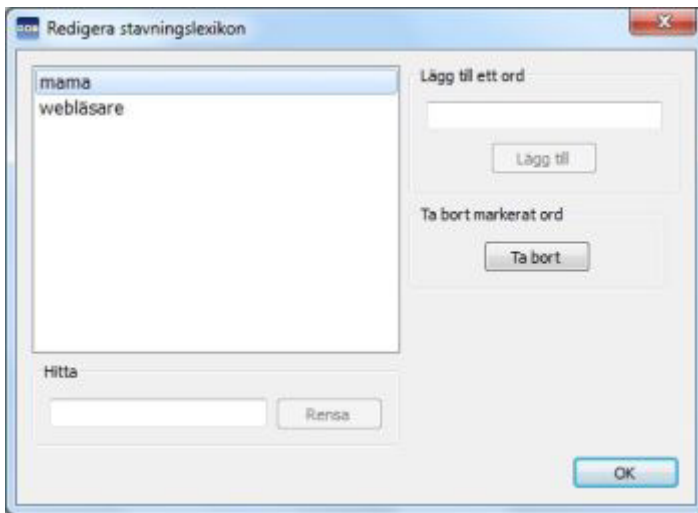 Redigera stavningslexikon
mama
webläsare
Lägg till ett ord
Lägg till
Ta bort markerat ord
Ta bort
Hitta
Rensa
OK